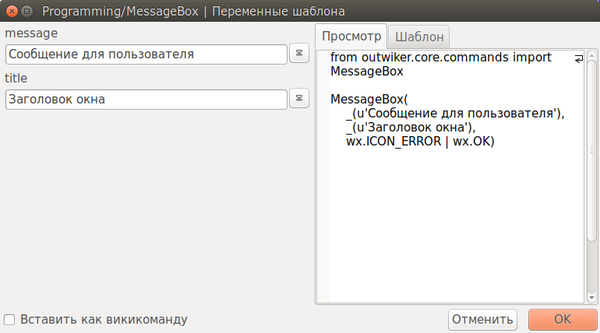 Programming/MessageBox | Переменные шаблона
message
Сообщение для пользователя
title
Заголовок окна
Просмотр
Шаблон
from outwiker.core.commands import
MessageBox
MessageBox(
_(u'Сообщение для пользователя'),
_(u'Заголовок окна'),
wx.ICON_ERROR | wx.OK)
Вставить как викикоманду
Отменить
OK